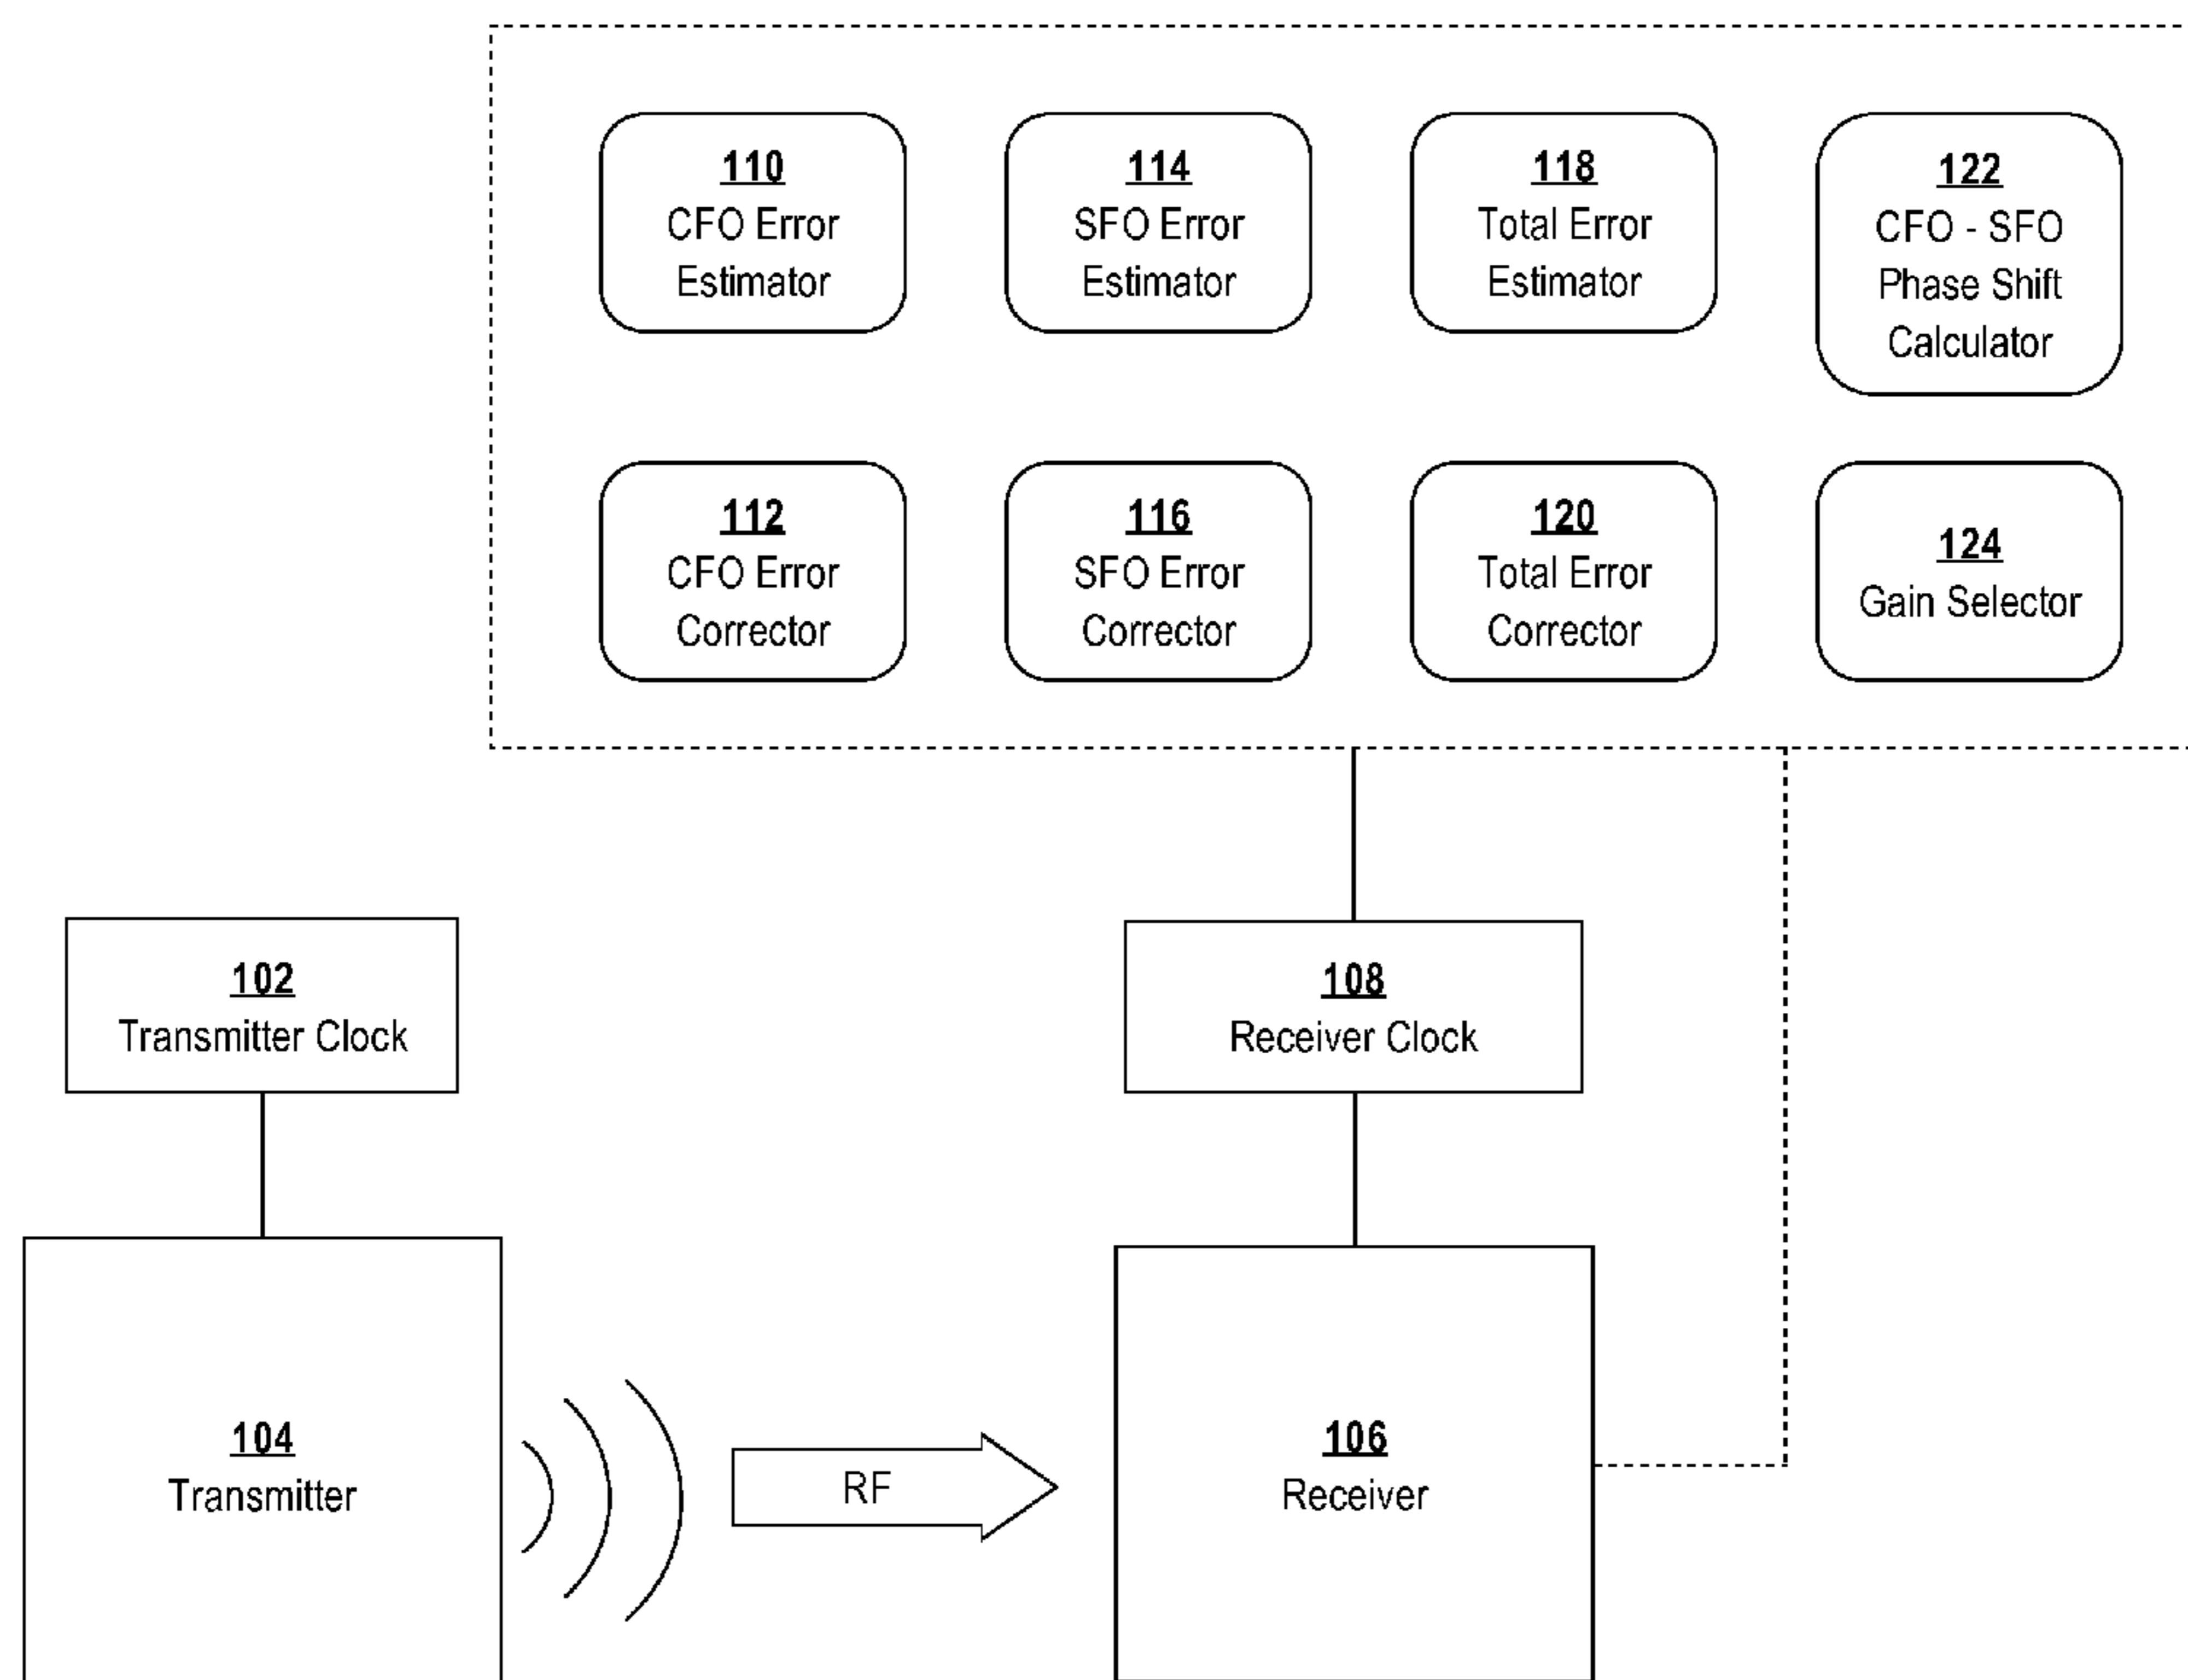 110
CFO Error
Estimator
114
SFO Error
Estimator
118
Total Error
Estimator
122
CFO - SFO
Phase Shift
Calculator
112
CFO Error
Corrector
116
SFO Error
Corrector
120
Total Error
Corrector
124
Gain Selector
102
Transmitter Clock
108
Receiver Clock
104
Transmitter
RF
106
Receiver